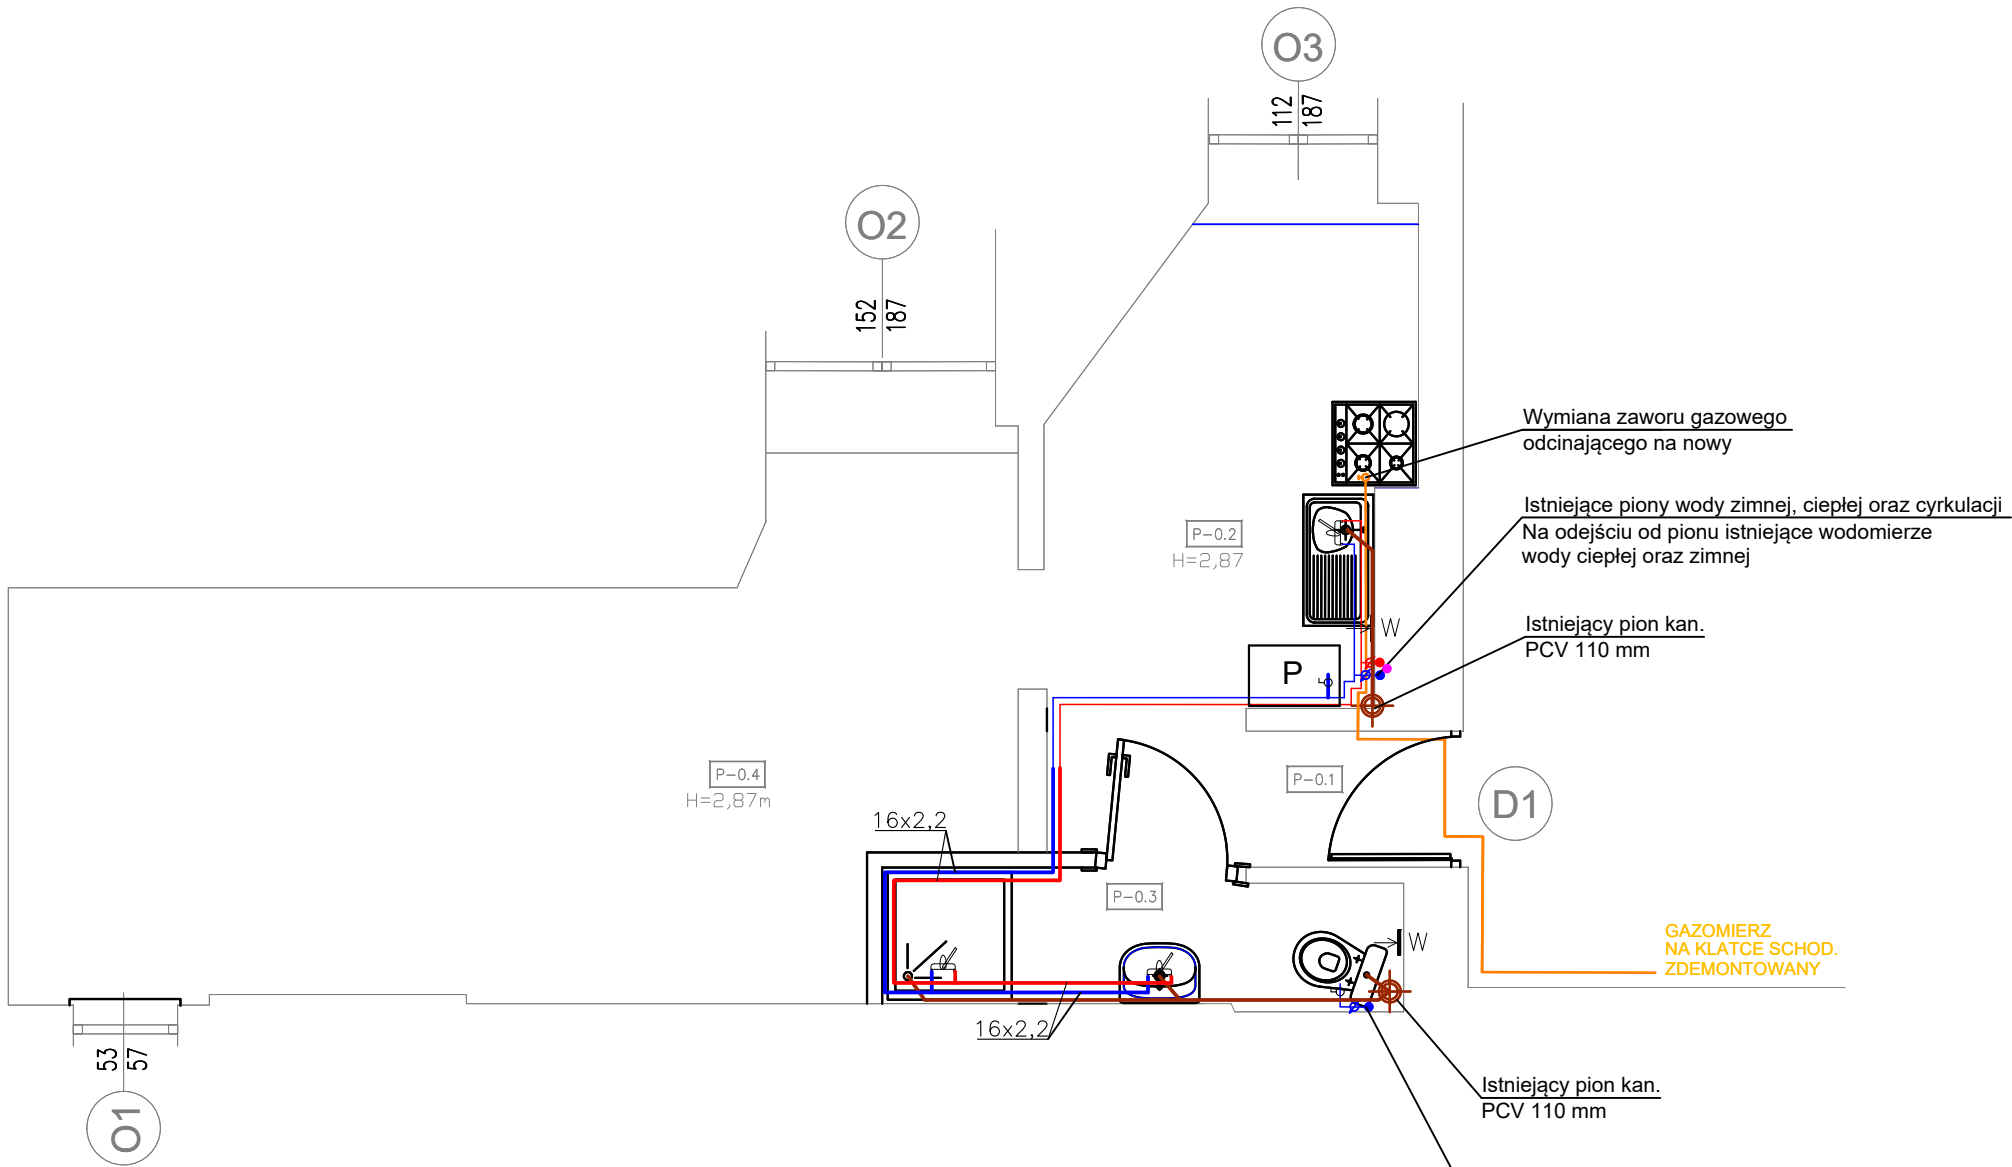 O3
112
187
O2
152
187
Wymiana zaworu gazowego
odcinającego na nowy
Istniejące piony wody zimnej, ciepłej oraz cyrkulacji
Na odejściu od pionu istniejące wodomierze
wody ciepłej oraz zimnej
P-0.2
H=2,87
Istniejący pion kan.
PCV 110 mm
W
P
P-0.4
H=2,87m
P-0.1
D1
16x2,2
P-0.3
W
GAZOMIERZ
NA KLATCE SCHOD.
ZDEMONTOWANY
16x2,2
53
57
O1
Istniejący pion kan.
PCV 110 mm